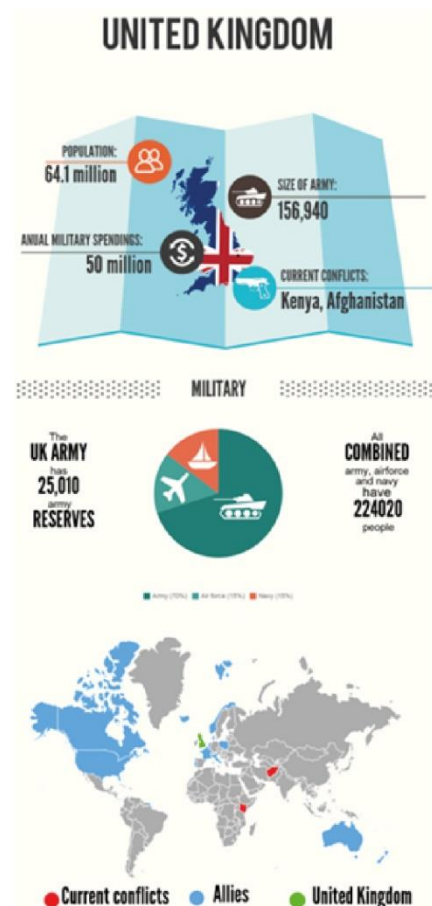 UNITED KINGDOM
POPULATION:
64.1 million
SIZE OF ARMY:
156,940
ANUAL MILITARY SPENDINGS:
50 million
CURRENT CONFLICTS:
Kenya, Afghanistan
MILITARY
The
UK ARMY
has
25,010
army
RESERVES
All
COMBINED
army, airforce
and navy
have
224020
people
Army (70%) Air force (15%) Navy (15%)
Current conflicts Allies United Kingdom